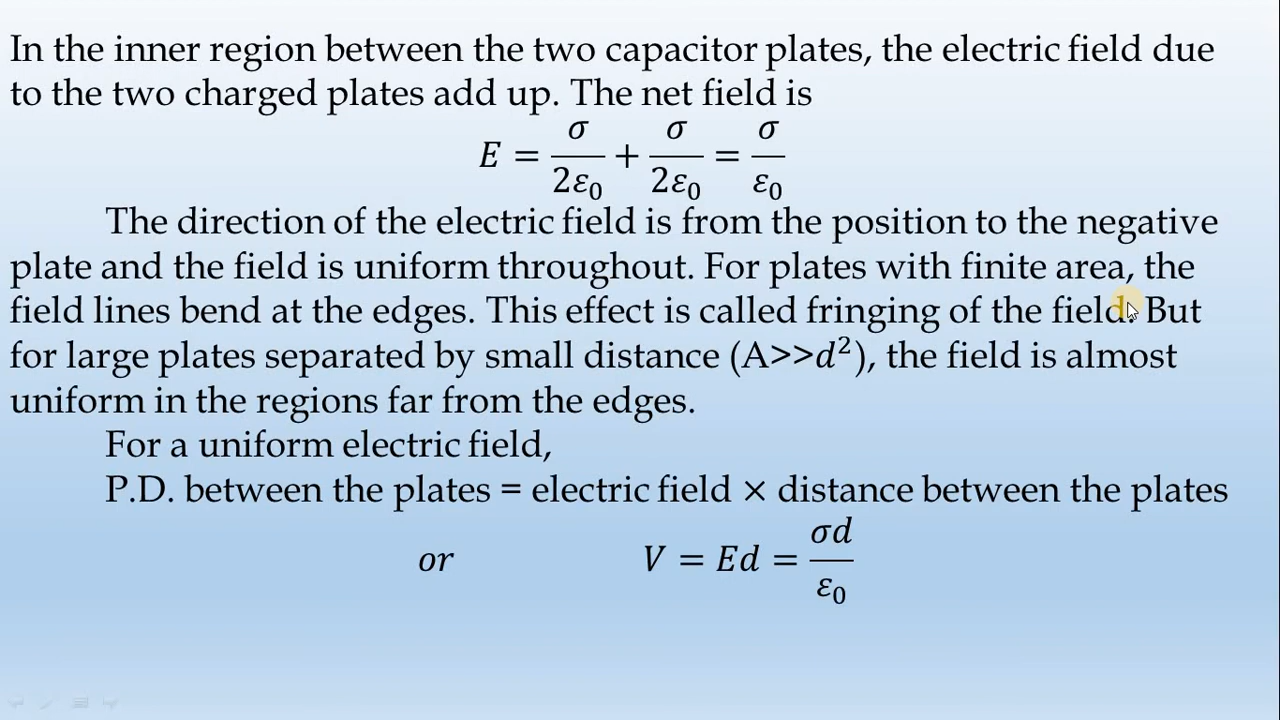 In the inner region between the two capacitor plates, the electric field due
to the two charged plates add up. The net field is
E = σ/2ε₀ + σ/2ε₀ = σ/ε₀
The direction of the electric field is from the position to the negative
plate and the field is uniform throughout. For plates with finite area, the
field lines bend at the edges. This effect is called fringing of the field. But
for large plates separated by small distance (A>>d²), the field is almost
uniform in the regions far from the edges.
For a uniform electric field,
P.D. between the plates = electric field × distance between the plates
or V = Ed = σd/ε₀